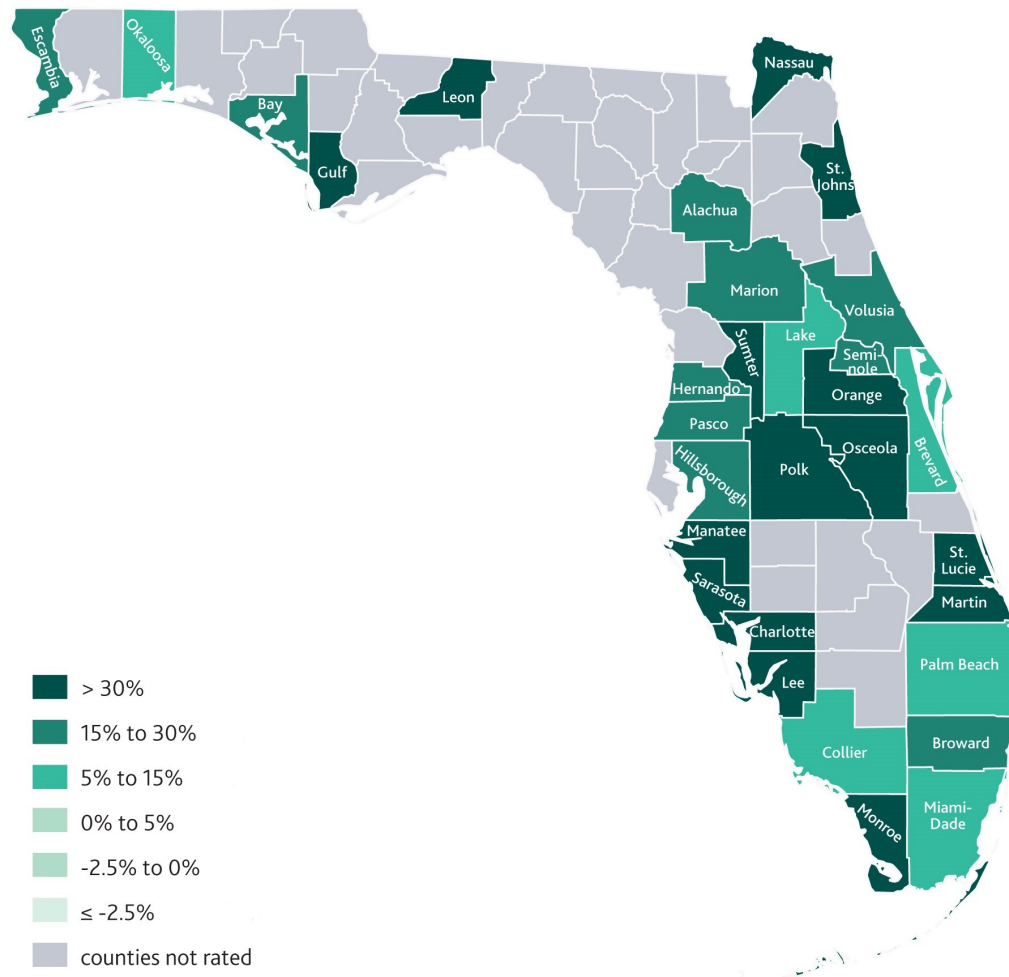 Escambia
Okaloosa
Bay
Gulf
Leon
Nassau
St.
Johns
Alachua
Marion
Volusia
Lake
Sumter
Semi-
nole
Hernando
Orange
Pasco
Osceola
Brevard
Polk
Hillsborough
Manatee
St.
Lucie
Sarasota
Martin
Charlotte
Palm Beach
Lee
Collier
Broward
Monroe
Miami-
Dade
> 30%
15% to 30%
5% to 15%
0% to 5%
-2.5% to 0%
≤ -2.5%
counties not rated